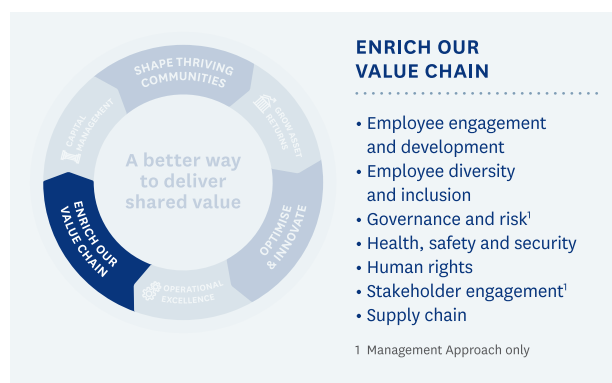 SHAPE THRIVING
COMMUNITIES
GROW ASSET
RETURNS
OPTIMISE
& INNOVATE
OPERATIONAL
EXCELLENCE
ENRICH OUR
VALUE CHAIN
CAPITAL
MANAGEMENT
A better way
to deliver
shared value
ENRICH OUR
VALUE CHAIN
• Employee engagement
and development
• Employee diversity
and inclusion
• Governance and risk¹
• Health, safety and security
• Human rights
• Stakeholder engagement¹
• Supply chain
1 Management Approach only